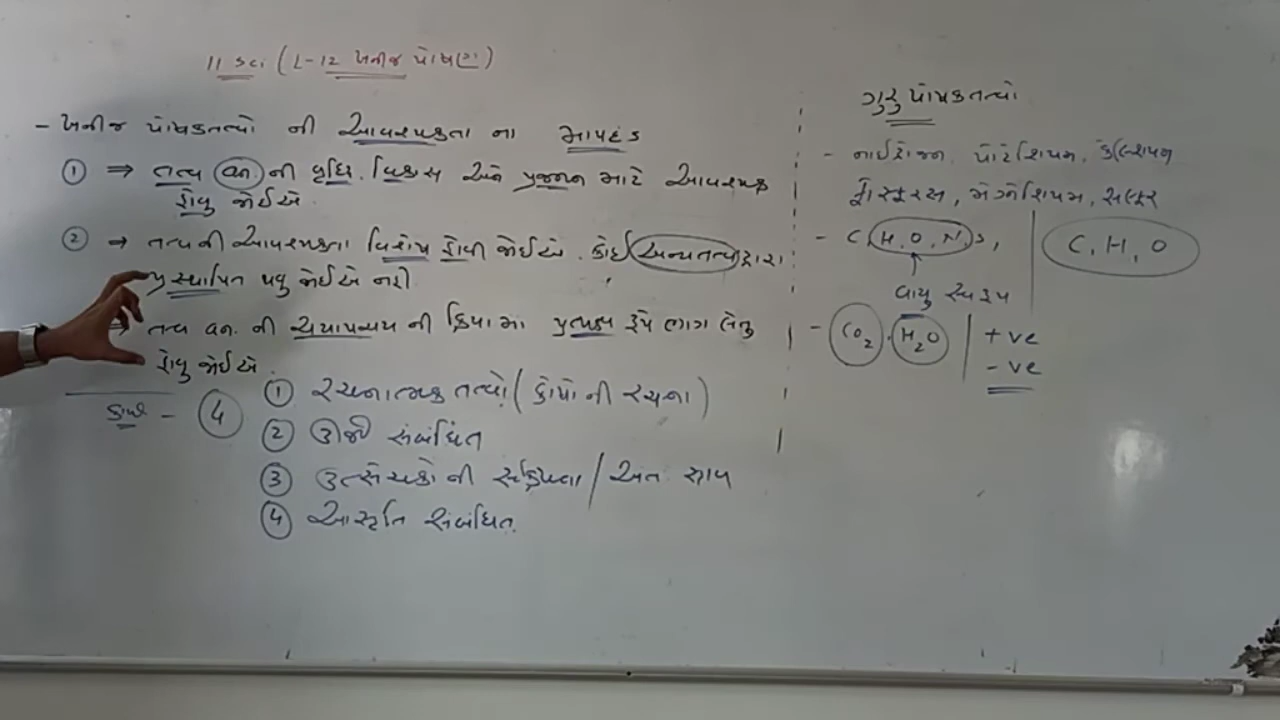 11 Sci (L-12 ખનીજ પોષણ)
- ખનીજ પોષકતત્વો ની આવશ્યકતા ના માપદંડ
① ⇒ તત્વ વન. ની વૃધ્ધિ. વિકાસ અને પ્રજનન માટે આવશ્યક
હોવુ જોઈએ.
② ⇒ તત્વની આવશ્યકતા વિશેષ હોવી જોઈએ. કોઈ અન્યતત્વ દ્વારા
પ્રસ્થાપિત થવુ જોઈએ નહી.
⇒ તત્વ વન. ની ચયાપચય ની ક્રિયા માં પ્રત્યક્ષ રૂપે ભાગ લેતુ
હોવુ જોઈએ.
કાર્ય - ④
① રચનાત્મક તત્વો (કોષો ની રચના)
② ઊર્જા સંબંધિત
③ ઉત્સેચકો ની સક્રિયતા / અંત: સ્રાવ
④ આસૃતિ સંબંધિત.
ગુરુ પોષકતત્વો
- નાઈટ્રોજન, પોટેશિયમ, કેલ્શિયમ
ફોસ્ફરસ, મેગ્નેશિયમ, સલ્ફર
- C, H, O, N, S, | C, H, O
વાયુ સ્વરૂપ
- CO₂, H₂O | +ve
-ve